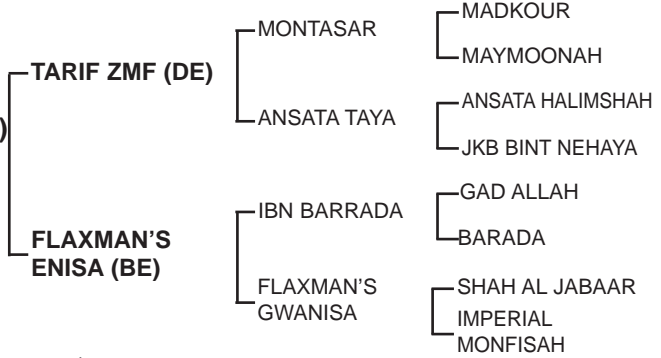 MADKOUR
MONTASAR
MAYMOONAH
TARIF ZMF (DE)
ANSATA HALIMSHAH
ANSATA TAYA
JKB BINT NEHAYA
)
GAD ALLAH
IBN BARRADA
BARADA
FLAXMAN'S
ENISA (BE)
FLAXMAN'S
GWANISA
SHAH AL JABAAR
IMPERIAL
MONFISAH